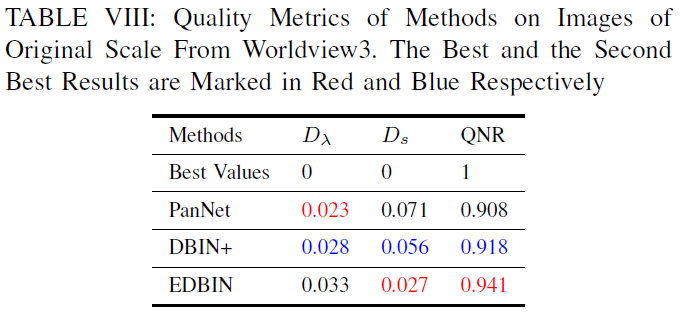 TABLE VIII: Quality Metrics of Methods on Images of
Original Scale From Worldview3. The Best and the Second
Best Results are Marked in Red and Blue Respectively
Methods D_λ D_s QNR
Best Values 0 0 1
PanNet 0.023 0.071 0.908
DBIN+ 0.028 0.056 0.918
EDBIN 0.033 0.027 0.941